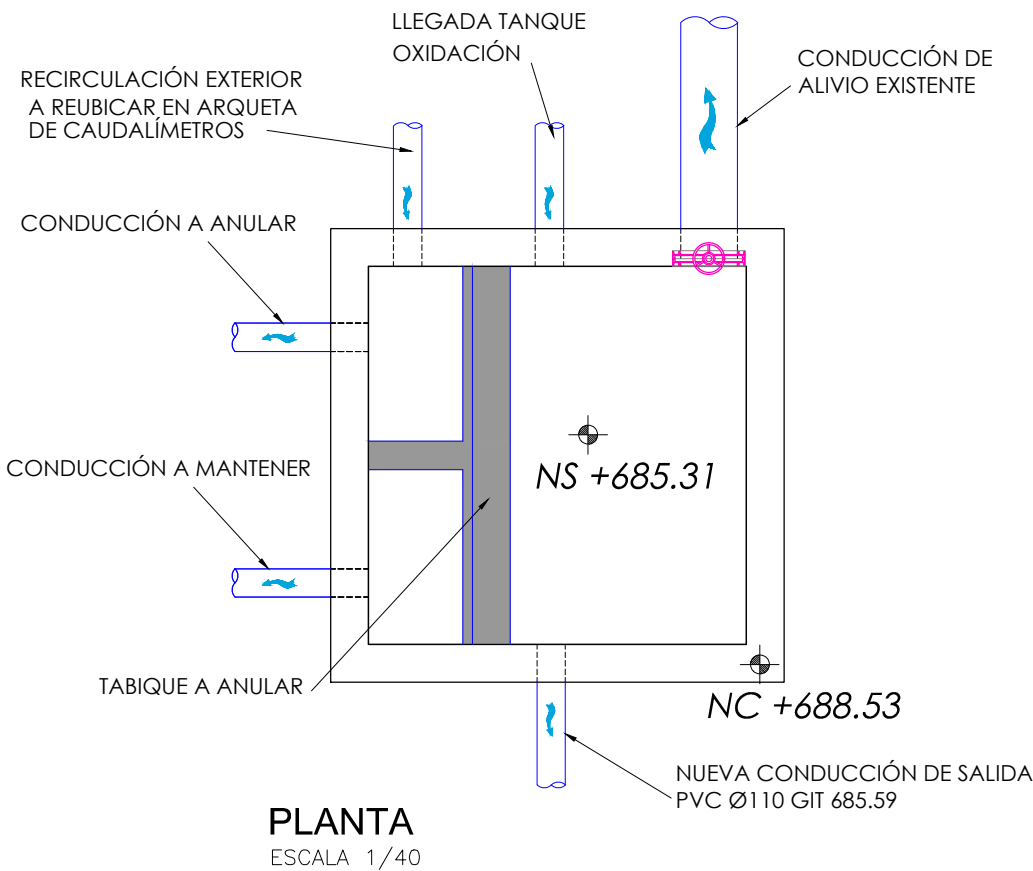 LLEGADA TANQUE
OXIDACIÓN
CONDUCCIÓN DE
ALIVIO EXISTENTE
RECIRCULACIÓN EXTERIOR
A REUBICAR EN ARQUETA
DE CAUDALÍMETROS
CONDUCCIÓN A ANULAR
CONDUCCIÓN A MANTENER
NS +685.31
TABIQUE A ANULAR
NC +688.53
NUEVA CONDUCCIÓN DE SALIDA
PVC Ø110 GIT 685.59
PLANTA
ESCALA 1/40